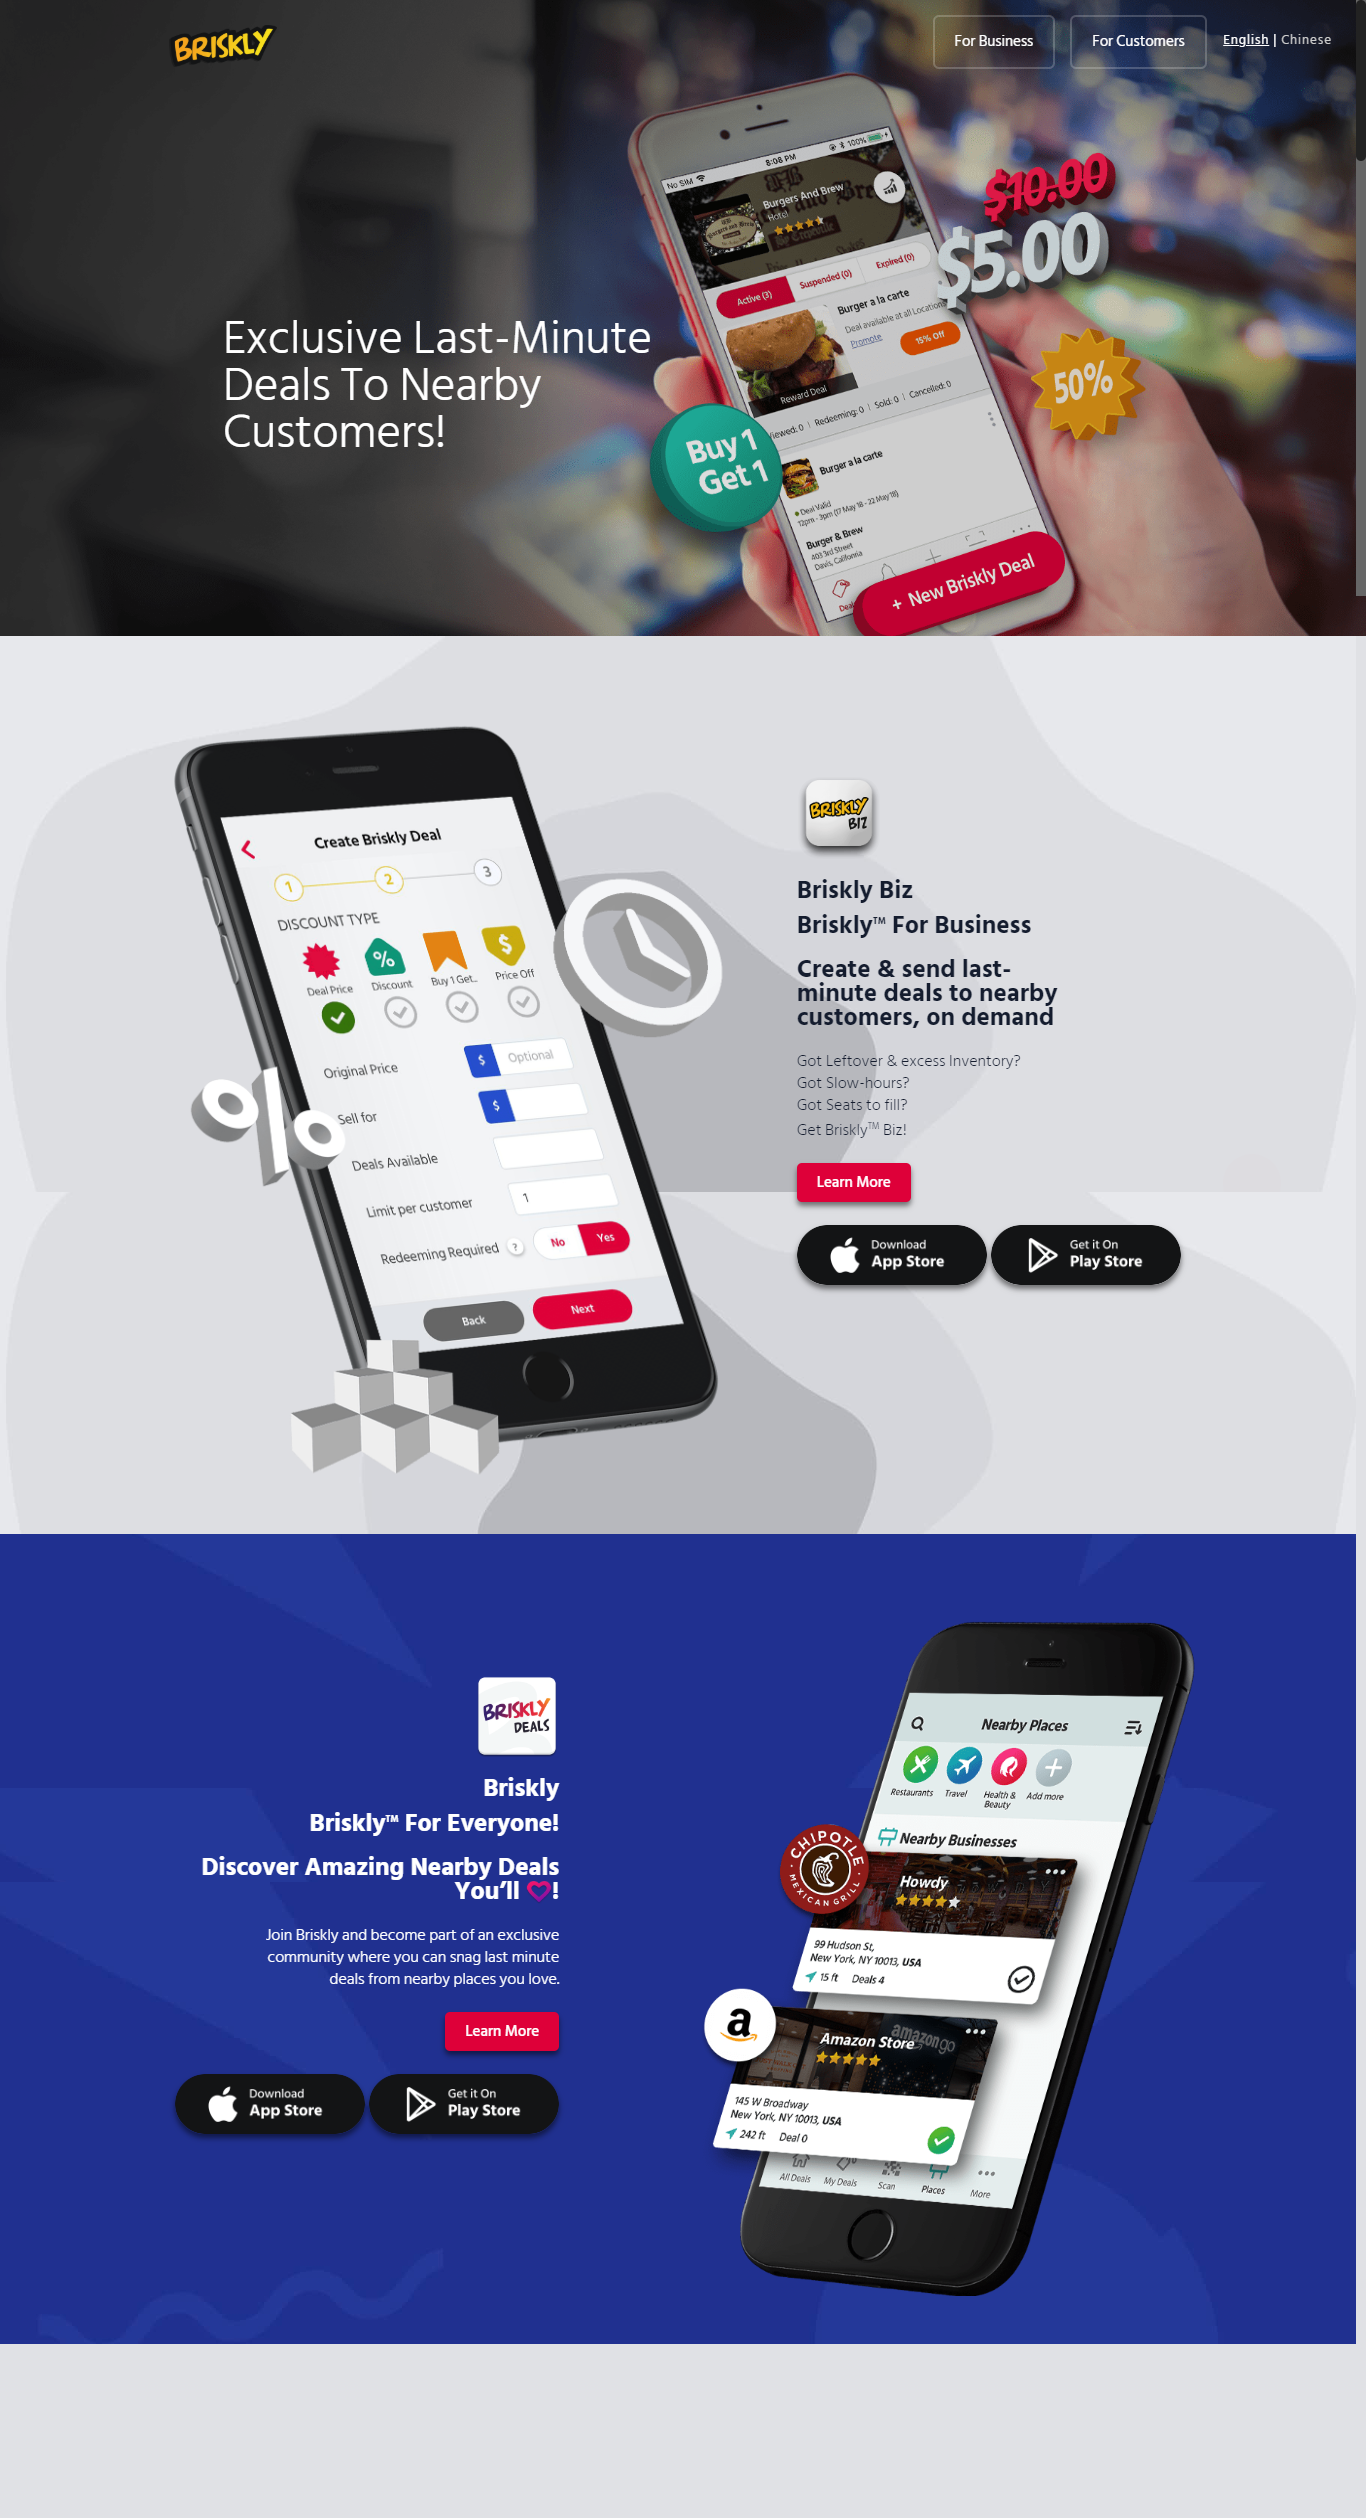 BRISKLY
For Business
For Customers
English | Chinese
No SIM
8:08 PM
100%
Burgers And Brew
Hotel
$10.00
$5.00
Active (3)
Suspended (0)
Expired (0)
Burger a la carte
Deal available at all Locations
Promote
15% Off
Reward Deal
50%
Exclusive Last-Minute
Deals To Nearby
Customers!
Viewed: 0 | Redeeming: 0 | Sold: 0 | Cancelled: 0
Buy 1
Get 1
Burger a la carte
Deal Valid
12pm - 3pm (17 May 18 - 22 May 18)
Burger & Brew
403 3rd Street
Davis, California
+ New Briskly Deal
Create Briskly Deal
1
2
3
DISCOUNT TYPE
%
$
Deal Price
Discount
Buy 1 Get...
Price Off
Original Price
$
Optional
Sell for
$
%
Deals Available
Limit per customer
1
Redeeming Required
?
No
Yes
Back
Next
BRISKLY
BIZ
Briskly Biz
Briskly™ For Business
Create & send last-
minute deals to nearby
customers, on demand
Got Leftover & excess Inventory?
Got Slow-hours?
Got Seats to fill?
Get Briskly™ Biz!
Learn More
Download
App Store
Get it On
Play Store
BRISKLY
DEALS
Briskly
Briskly™ For Everyone!
Discover Amazing Nearby Deals
You’ll !
Join Briskly and become part of an exclusive
community where you can snag last minute
deals from nearby places you love.
Learn More
Download
App Store
Get it On
Play Store
Nearby Places
Restaurants
Travel
Health &
Beauty
Add more
Nearby Businesses
CHIPOTLE
MEXICAN GRILL
Howdy
99 Hudson St,
New York, NY 10013, USA
15 ft
Deals 4
a
amazon go
Amazon Store
145 W Broadway
New York, NY 10013, USA
242 ft
Deal 0
All Deals
My Deals
Scan
Places
More